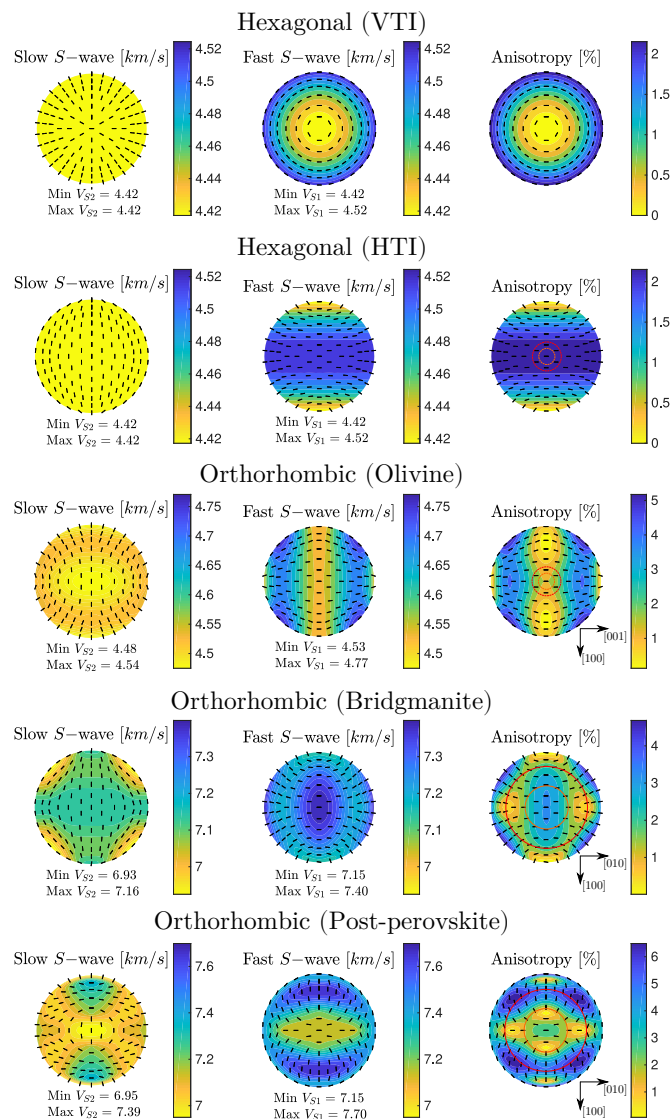 Hexagonal (VTI)
Slow S−wave [km/s]
Fast S−wave [km/s]
Anisotropy [%]
4.52
4.5
4.48
4.46
4.44
4.42
4.52
4.5
4.48
4.46
4.44
4.42
2
1.5
1
0.5
0
Min V_S2 = 4.42
Max V_S2 = 4.42
Min V_S1 = 4.42
Max V_S1 = 4.52
Hexagonal (HTI)
Slow S−wave [km/s]
Fast S−wave [km/s]
Anisotropy [%]
4.52
4.5
4.48
4.46
4.44
4.42
4.52
4.5
4.48
4.46
4.44
4.42
2
1.5
1
0.5
0
Min V_S2 = 4.42
Max V_S2 = 4.42
Min V_S1 = 4.42
Max V_S1 = 4.52
Orthorhombic (Olivine)
Slow S−wave [km/s]
Fast S−wave [km/s]
Anisotropy [%]
4.75
4.7
4.65
4.6
4.55
4.5
4.75
4.7
4.65
4.6
4.55
4.5
5
4
3
2
1
Min V_S2 = 4.48
Max V_S2 = 4.54
Min V_S1 = 4.53
Max V_S1 = 4.77
[001]
[100]
Orthorhombic (Bridgmanite)
Slow S−wave [km/s]
Fast S−wave [km/s]
Anisotropy [%]
7.3
7.2
7.1
7
7.3
7.2
7.1
7
4
3
2
1
Min V_S2 = 6.93
Max V_S2 = 7.16
Min V_S1 = 7.15
Max V_S1 = 7.40
[010]
[100]
Orthorhombic (Post-perovskite)
Slow S−wave [km/s]
Fast S−wave [km/s]
Anisotropy [%]
7.6
7.4
7.2
7
7.6
7.4
7.2
7
6
5
4
3
2
1
Min V_S2 = 6.95
Max V_S2 = 7.39
Min V_S1 = 7.15
Max V_S1 = 7.70
[010]
[100]